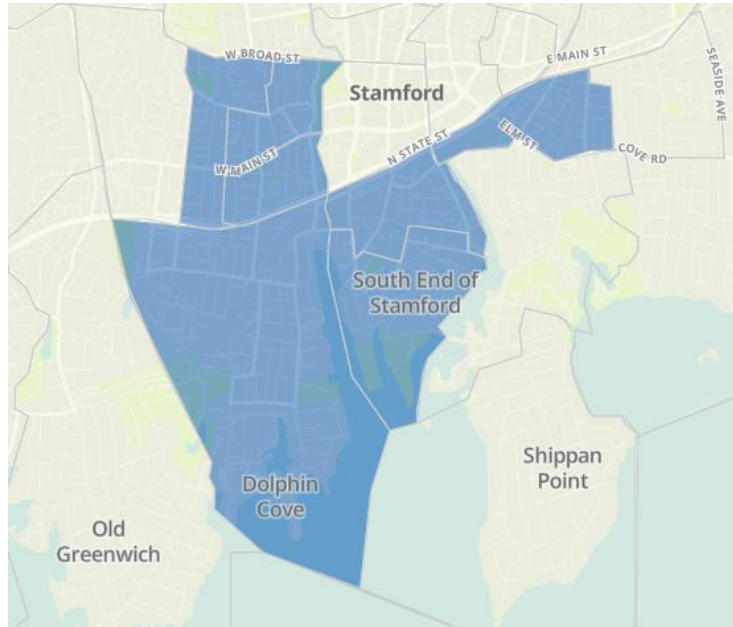 W BROAD ST
E MAIN ST
SEASIDE AVE
Stamford
N STATE ST
ELM ST
COVE RD
W MAIN ST
South End of
Stamford
Shippan
Point
Dolphin
Cove
Old
Greenwich